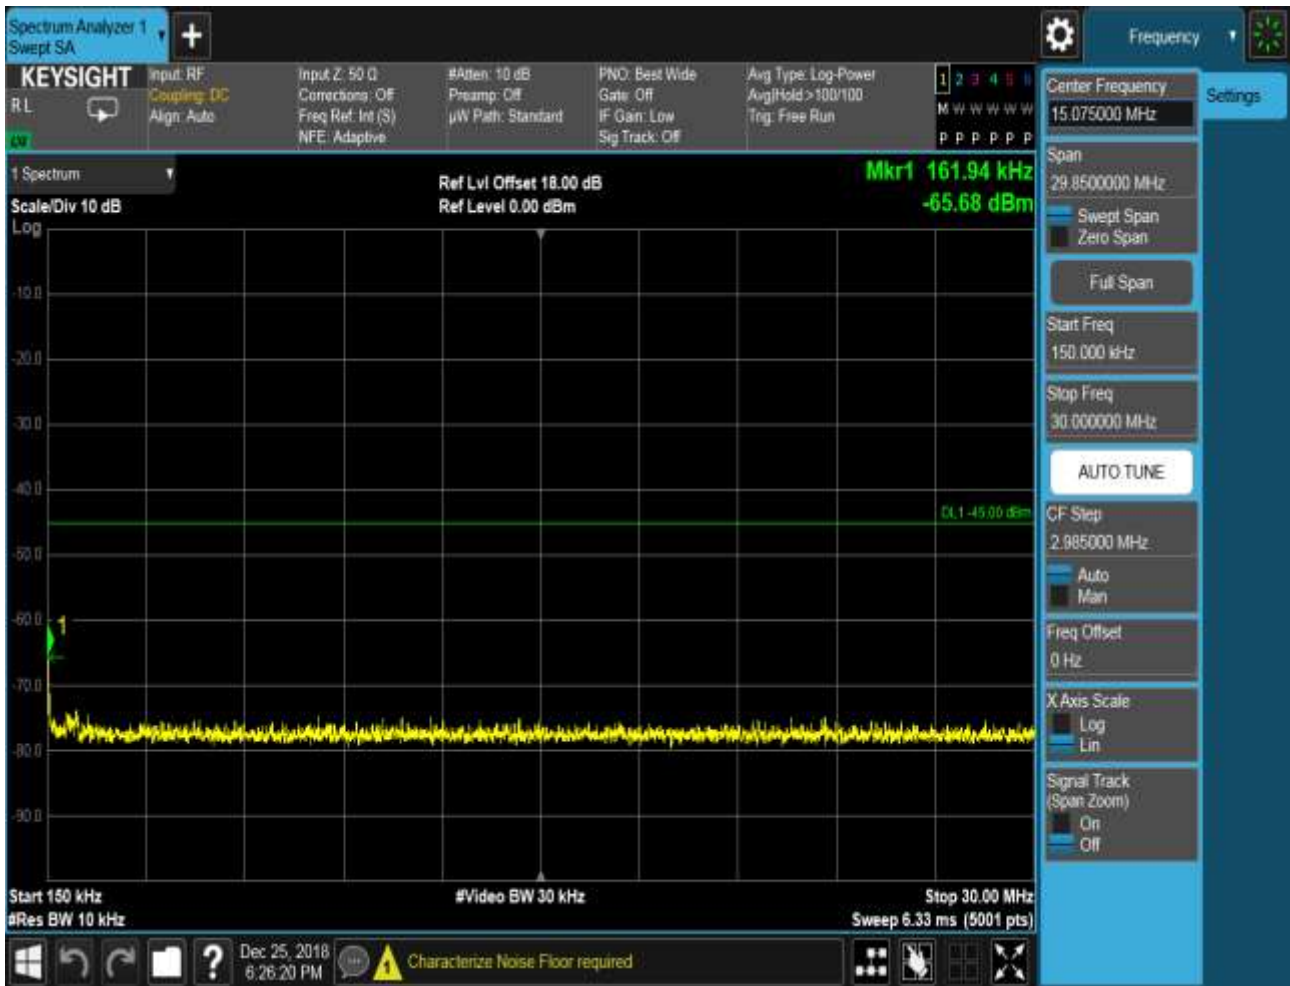 Spectrum Analyzer 1
Swept SA
Frequency
KEYSIGHT
R L
Input: RF
Coupling: DC
Align: Auto
Input Z: 50 Ω
Corrections: Off
Freq Ref: Int (S)
NFE: Adaptive
#Atten: 10 dB
Preamp: Off
µW Path: Standard
PNO: Best Wide
Gate: Off
IF Gain: Low
Sig Track: Off
Avg Type: Log-Power
Avg|Hold:>100/100
Trig: Free Run
1 2 3 4 5 6
M W W W W W
P P P P P P
1 Spectrum
Scale/Div 10 dB
Log
Ref Lvl Offset 18.00 dB
Ref Level 0.00 dBm
Mkr1 161.94 kHz
-65.68 dBm
-10.0
-20.0
-30.0
-40.0
DL1 -45.00 dBm
-50.0
-60.0
1
-70.0
-80.0
-90.0
Start 150 kHz
#Res BW 10 kHz
#Video BW 30 kHz
Stop 30.00 MHz
Sweep 6.33 ms (5001 pts)
Center Frequency
15.075000 MHz
Settings
Span
29.8500000 MHz
Swept Span
Zero Span
Full Span
Start Freq
150.000 kHz
Stop Freq
30.000000 MHz
AUTO TUNE
CF Step
2.985000 MHz
Auto
Man
Freq Offset
0 Hz
X Axis Scale
Log
Lin
Signal Track
(Span Zoom)
On
Off
?
Dec 25, 2018
6:26:20 PM
1
Characterize Noise Floor required